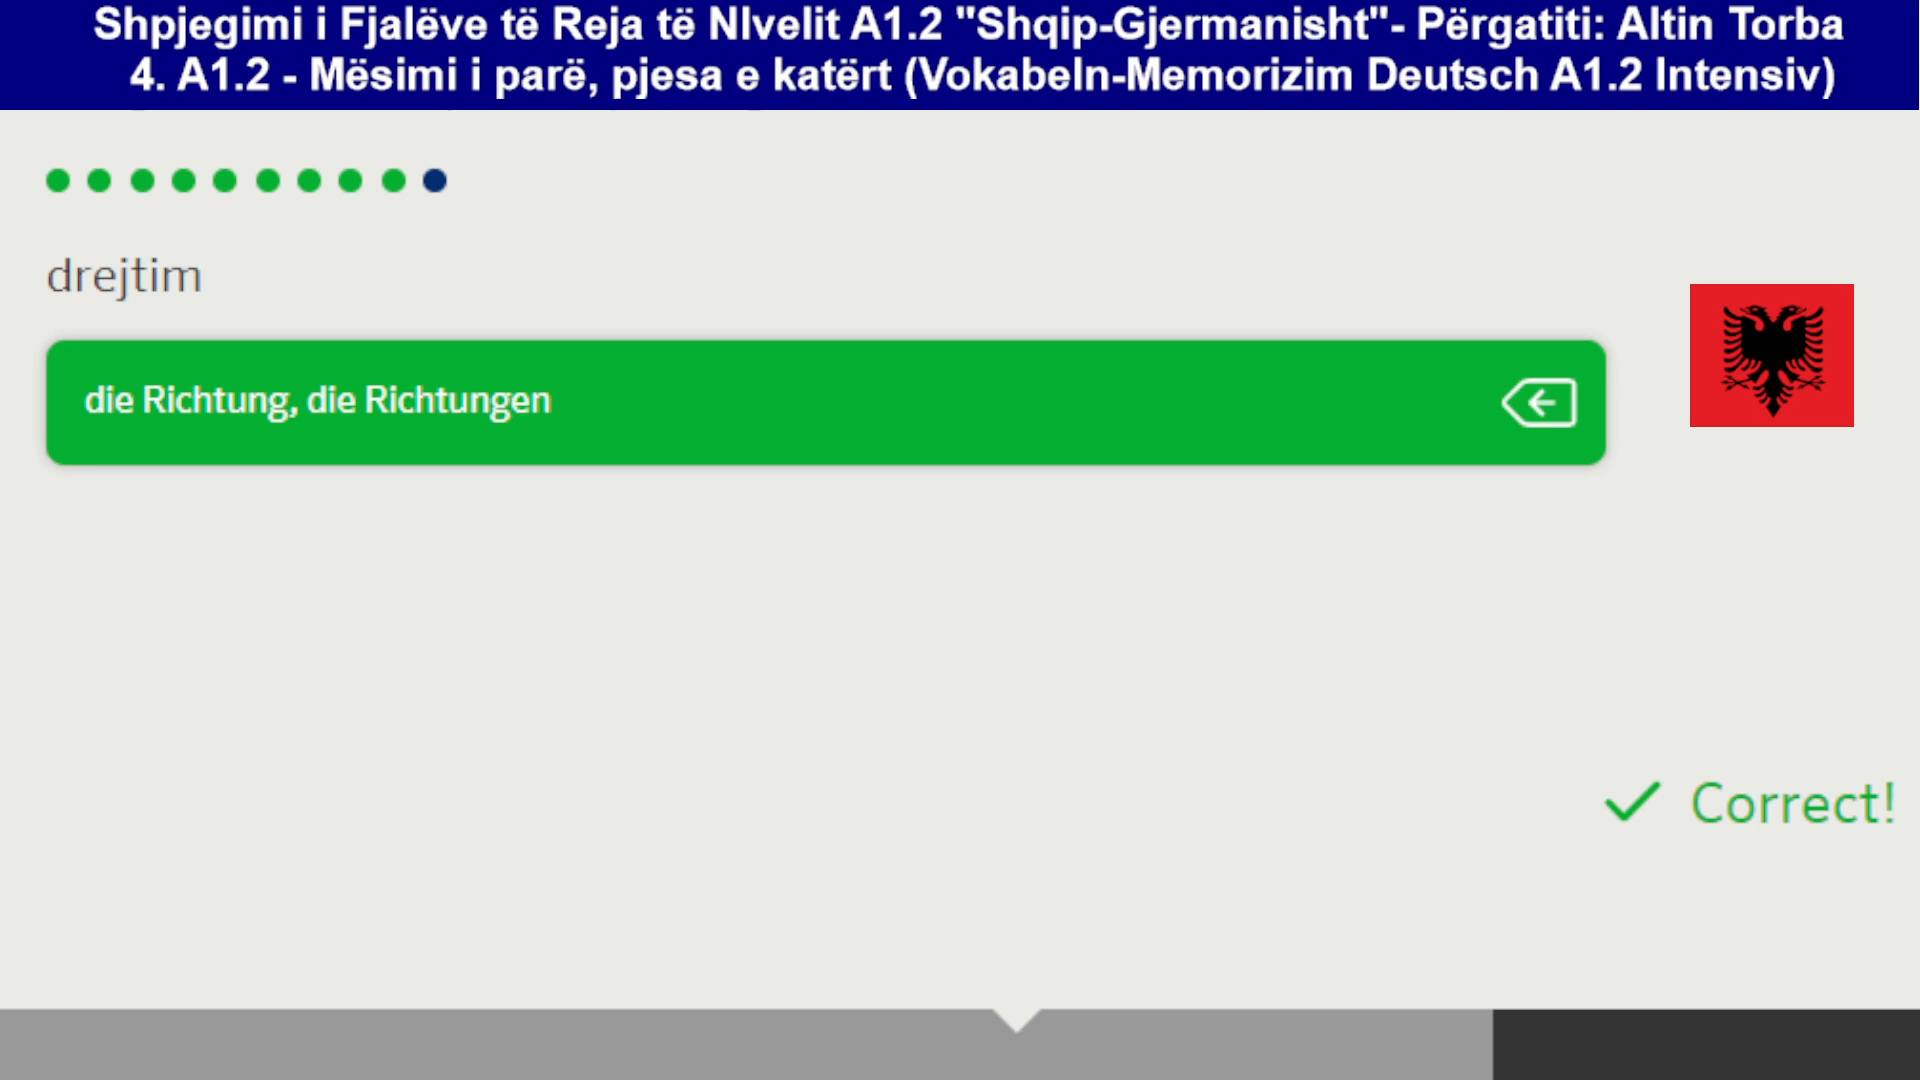 Shpjegimi i Fjalëve të Reja të NIvelit A1.2 "Shqip-Gjermanisht"- Përgatiti: Altin Torba
4. A1.2 - Mësimi i parë, pjesa e katërt (Vokabeln-Memorizim Deutsch A1.2 Intensiv)
drejtim
die Richtung, die Richtungen
Correct!